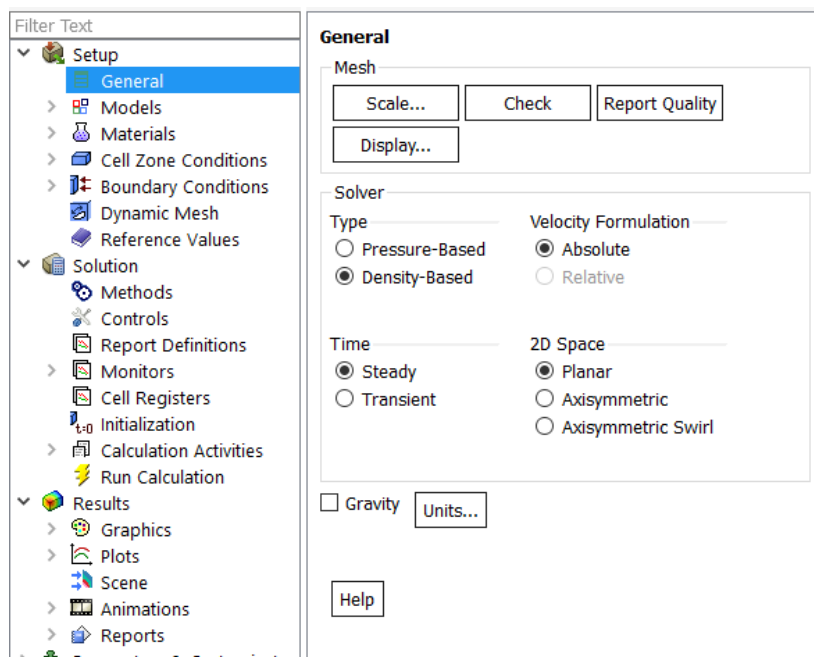 Filter Text
Setup
General
Models
Materials
Cell Zone Conditions
Boundary Conditions
Dynamic Mesh
Reference Values
Solution
Methods
Controls
Report Definitions
Monitors
Cell Registers
t=0 Initialization
Calculation Activities
Run Calculation
Results
Graphics
Plots
Scene
Animations
Reports
General
Mesh
Scale... Check Report Quality
Display...
Solver
Type Velocity Formulation
Pressure-Based Absolute
Density-Based Relative
Time 2D Space
Steady Planar
Transient Axisymmetric
Axisymmetric Swirl
Gravity Units...
Help